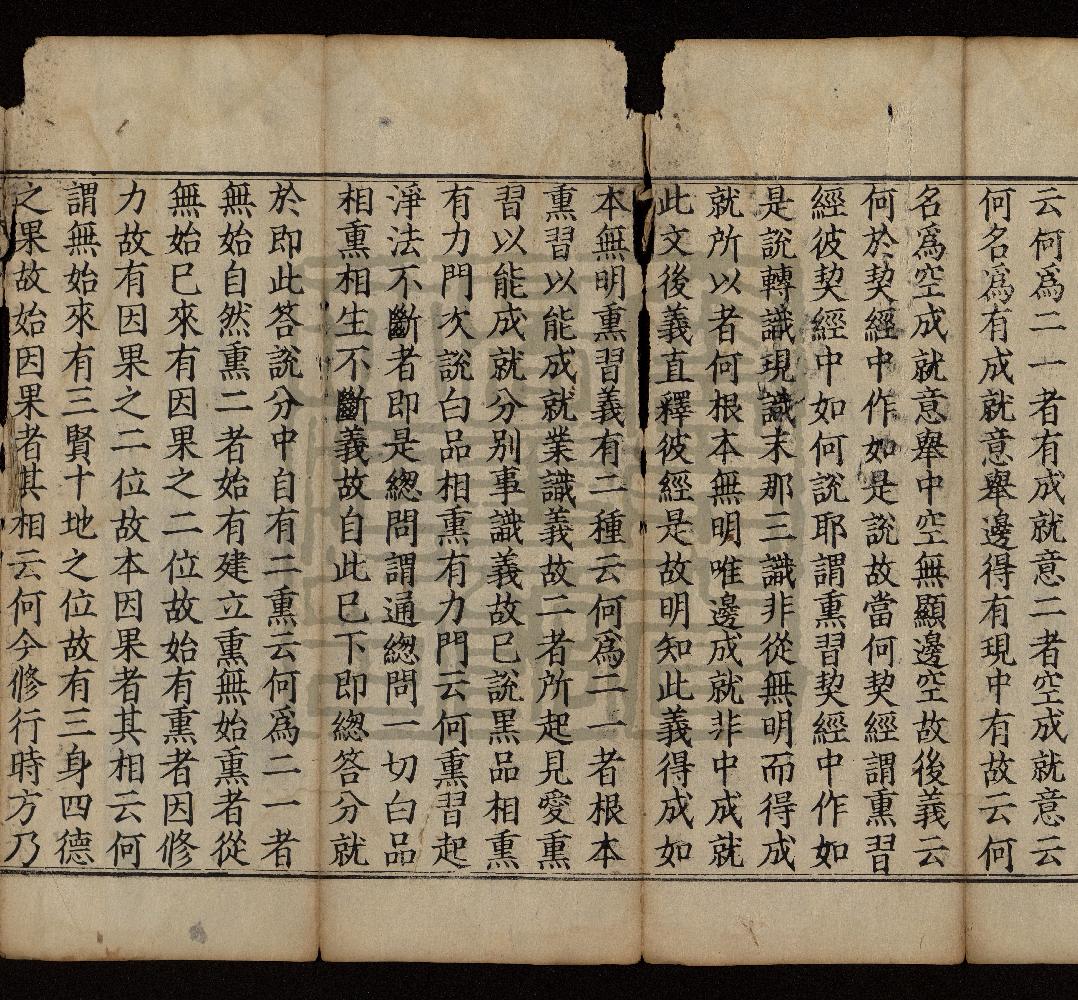 云何爲二一者有成就意二者空成就意云
何名爲有成就意舉邊得有現中有故云何
名爲空成就意舉中空無顯邊空故後義云
何於契經中作如是說故當何契經謂熏習
經彼契經中如何說耶謂熏習契經中作如
是說轉識現識末那三識非從無明而得成
就所以者何根本無明唯邊成就非中成就
此文後義直釋彼經是故明知此義得成如
本無明熏習義有二種云何爲二一者根本
熏習以能成就業識義故二者所起見愛熏
習以能成就分別事識義故已說黑品相熏
有力門次說白品相熏有力門云何熏習起
淨法不斷者即是緫問謂通緫問一切白品
相熏相生不斷義故自此已下即緫答分就
於即此答說分中自有二熏云何爲二一者
無始自然熏二者始有建立熏無始熏者從
無始已來有因果之二位故始有熏者因修
力故有因果之二位故本因果者其相云何
謂無始來有三賢十地之位故有三身四德
之果故始因果者其相云何今修行時方乃